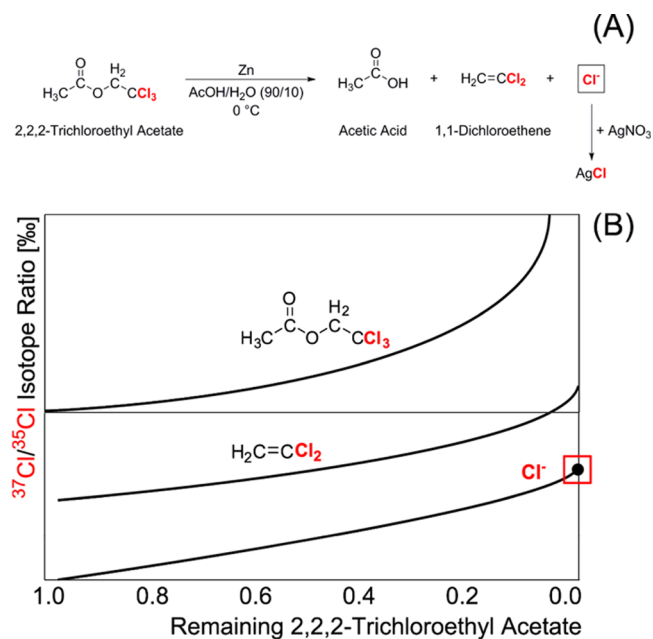 (A)
O
H₂
H₃C
O
CCl₃
Zn
AcOH/H₂O (90/10)
0 °C
O
H₃C
OH
+
H₂C=CCl₂
+
Cl⁻
2,2,2-Trichloroethyl Acetate
Acetic Acid
1,1-Dichloroethene
+ AgNO₃
AgCl
(B)
³⁷Cl/³⁵Cl Isotope Ratio [‰]
O
H₂
H₃C
C
O
C
CCl₃
H₂C=CCl₂
Cl⁻
1.0 0.8 0.6 0.4 0.2 0.0
Remaining 2,2,2-Trichloroethyl Acetate